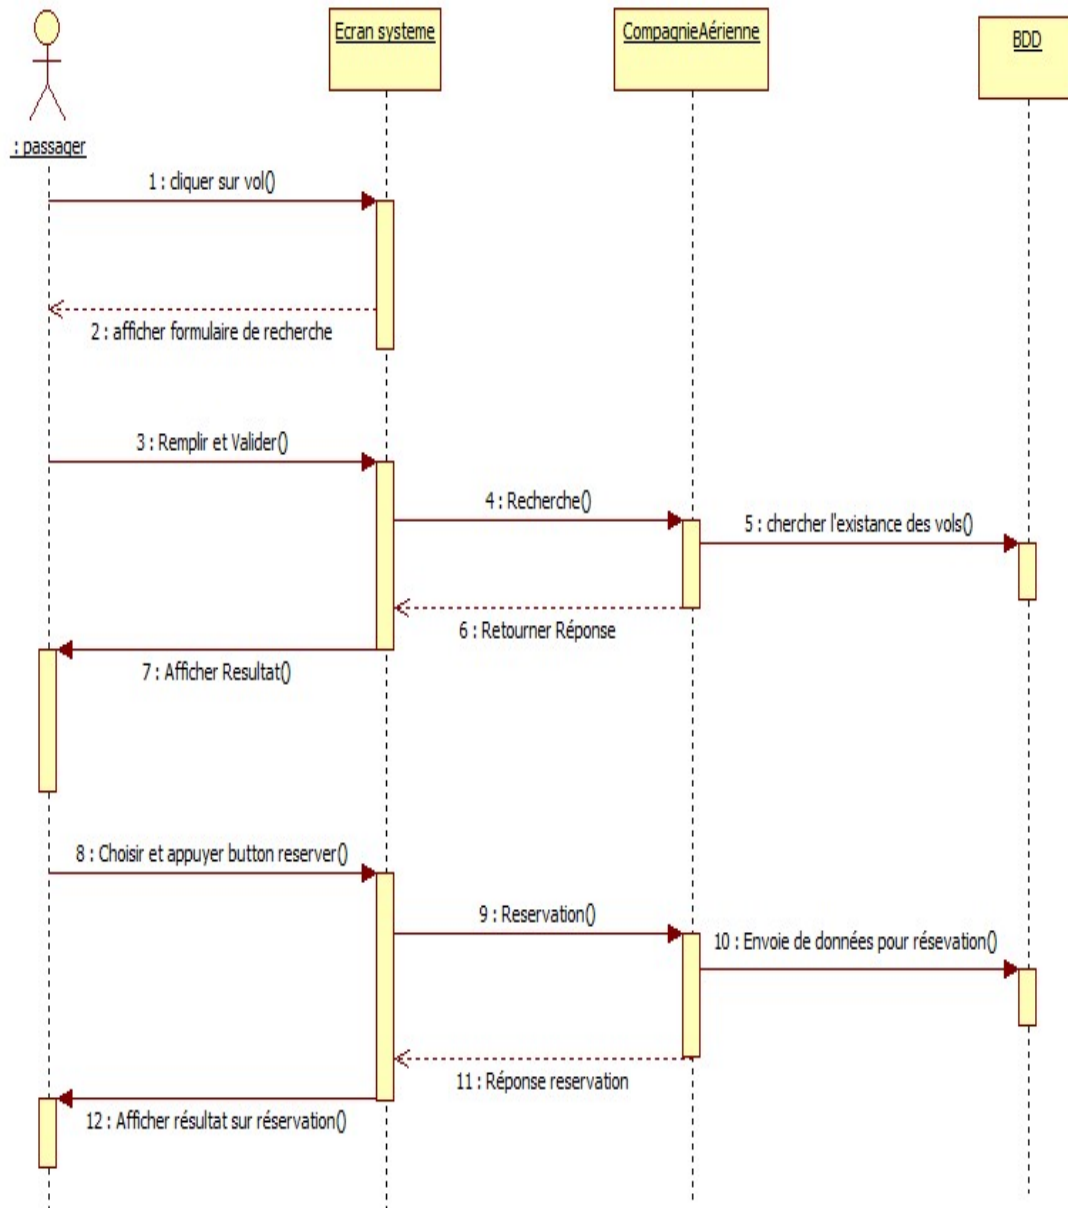 Ecran systeme
CompagnieAérienne
BDD
: passager
1 : cliquer sur vol()
2 : afficher formulaire de recherche
3 : Remplir et Valider()
4 : Recherche()
5 : chercher l'existance des vols()
6 : Retourner Réponse
7 : Afficher Resultat()
8 : Choisir et appuyer button reserver()
9 : Reservation()
10 : Envoie de données pour résevation()
11 : Réponse reservation
12 : Afficher résultat sur réservation()